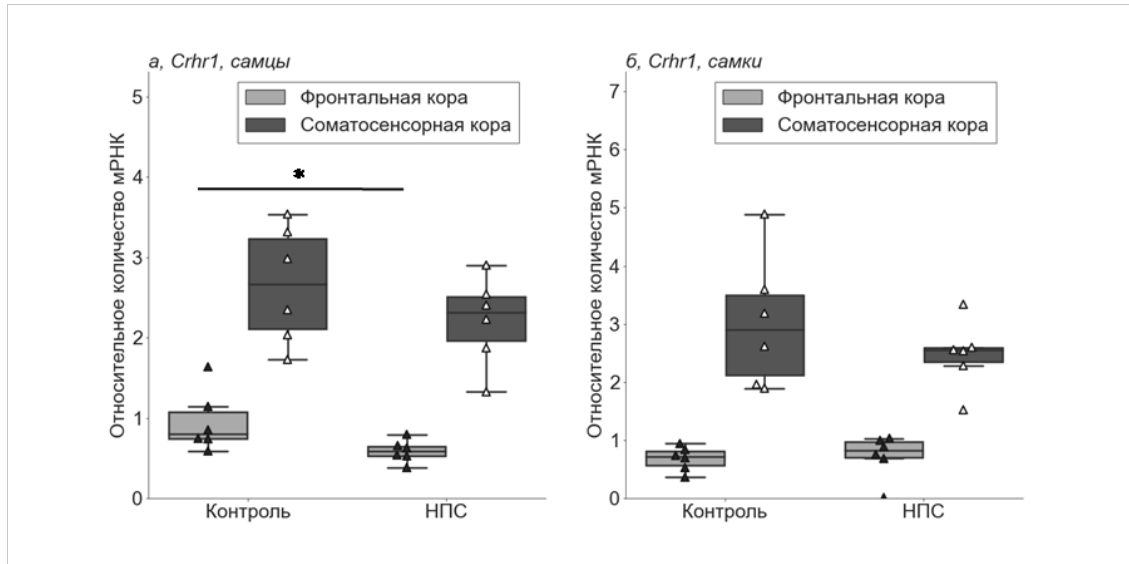 а, Crhr1, самцы
Фронтальная кора
Соматосенсорная кора
Относительное количество мРНК
5
4
3
2
1
0
*
Контроль
НПС
б, Crhr1, самки
Фронтальная кора
Соматосенсорная кора
Относительное количество мРНК
7
6
5
4
3
2
1
0
Контроль
НПС